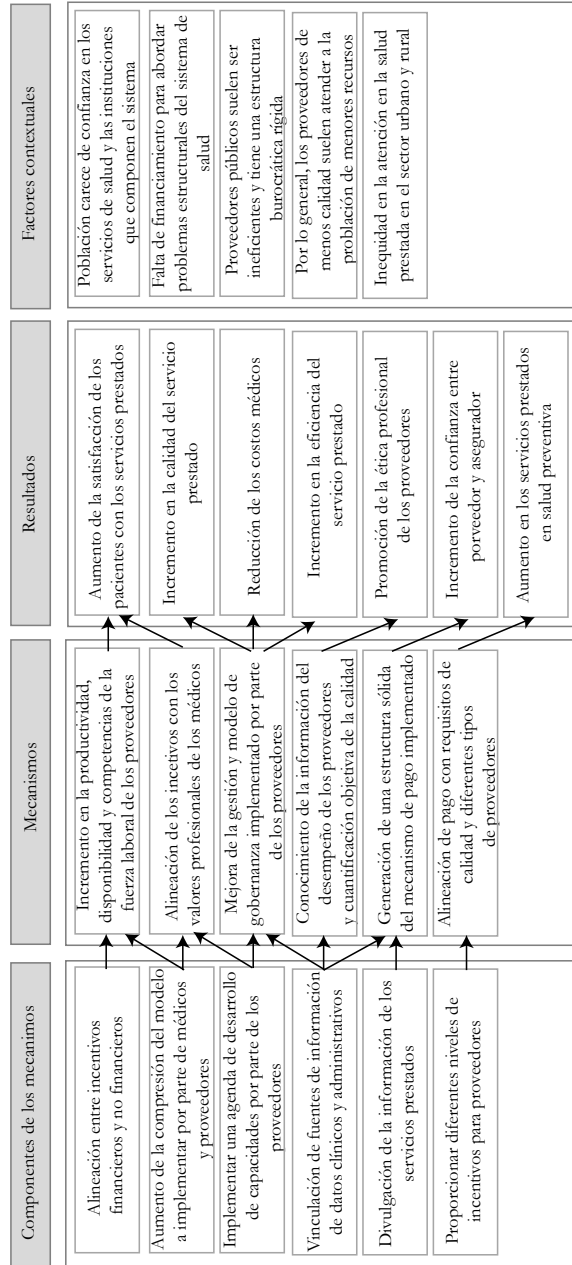 Componentes de los mecanimos
Alineación entre incentivos
financieros y no financieros
Aumento de la compresión del modelo
a implementar por parte de médicos
y proveedores
Implementar una agenda de desarrollo
de capacidades por parte de los
proveedores
Vinculación de fuentes de información
de datos clínicos y administrativos
Divulgación de la información de los
servicios prestados
Proporcionar diferentes niveles de
incentivos para proveedores
Mecanismos
Incremento en la productividad,
disponibilidad y competencias de la
fuerza laboral de los proveedores
Alineación de los incetivos con los
valores profesionales de los médicos
Mejora de la gestión y modelo de
gobernanza implementado por parte
de los proveedores
Conocimiento de la información del
desempeño de los proveedores
y cuantificación objetiva de la calidad
Generación de una estructura sólida
del mecanismo de pago implementado
Alineación de pago con requisitos de
calidad y diferentes tipos
de proveedores
Resultados
Aumento de la satisfacción de los
pacientes con los servicios prestados
Incremento en la calidad del servicio
prestado
Reducción de los costos médicos
Incremento en la eficiencia del
servicio prestado
Promoción de la ética profesional
de los proveedores
Incremento de la confianza entre
porveedor y asegurador
Aumento en los servicios prestados
en salud preventiva
Factores contextuales
Población carece de confianza en los
servicios de salud y las instituciones
que componen el sistema
Falta de financiamiento para abordar
problemas estructurales del sistema de
salud
Proveedores públicos suelen ser
ineficientes y tiene una estructura
burocrática rígida
Por lo general, los proveedores de
menos calidad suelen atender a la
problación de menores recursos
Inequidad en la atención en la salud
prestada en el sector urbano y rural